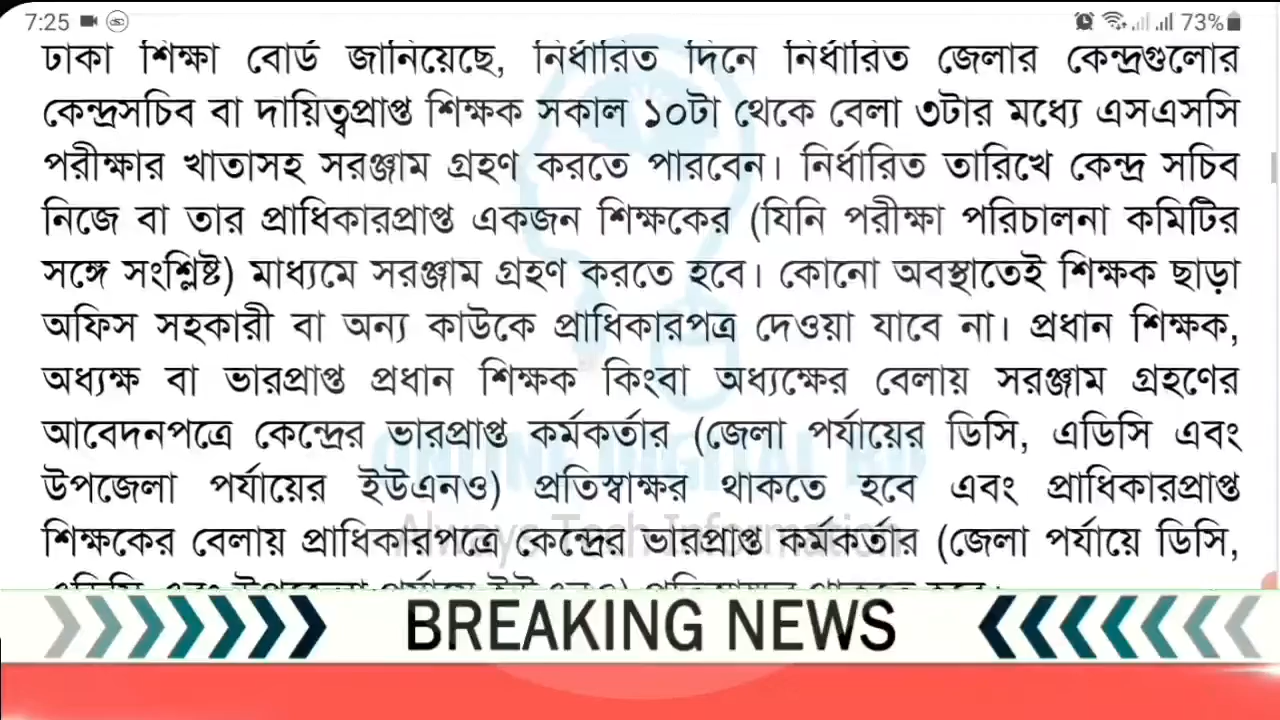 7:25
73%
ঢাকা শিক্ষা বোর্ড জানিয়েছে, নির্ধারিত দিনে নির্ধারিত জেলার কেন্দ্রগুলোর
কেন্দ্রসচিব বা দায়িত্বপ্রাপ্ত শিক্ষক সকাল ১০টা থেকে বেলা ৩টার মধ্যে এসএসসি
পরীক্ষার খাতাসহ সরঞ্জাম গ্রহণ করতে পারবেন। নির্ধারিত তারিখে কেন্দ্র সচিব
নিজে বা তার প্রাধিকারপ্রাপ্ত একজন শিক্ষকের (যিনি পরীক্ষা পরিচালনা কমিটির
সঙ্গে সংশ্লিষ্ট) মাধ্যমে সরঞ্জাম গ্রহণ করতে হবে। কোনো অবস্থাতেই শিক্ষক ছাড়া
অফিস সহকারী বা অন্য কাউকে প্রাধিকারপত্র দেওয়া যাবে না। প্রধান শিক্ষক,
অধ্যক্ষ বা ভারপ্রাপ্ত প্রধান শিক্ষক কিংবা অধ্যক্ষের বেলায় সরঞ্জাম গ্রহণের
আবেদনপত্রে কেন্দ্রের ভারপ্রাপ্ত কর্মকর্তার (জেলা পর্যায়ের ডিসি, এডিসি এবং
উপজেলা পর্যায়ের ইউএনও) প্রতিস্বাক্ষর থাকতে হবে এবং প্রাধিকারপ্রাপ্ত
শিক্ষকের বেলায় প্রাধিকারপত্রে কেন্দ্রের ভারপ্রাপ্ত কর্মকর্তার (জেলা পর্যায়ে ডিসি,
Always Tech Information
BREAKING NEWS